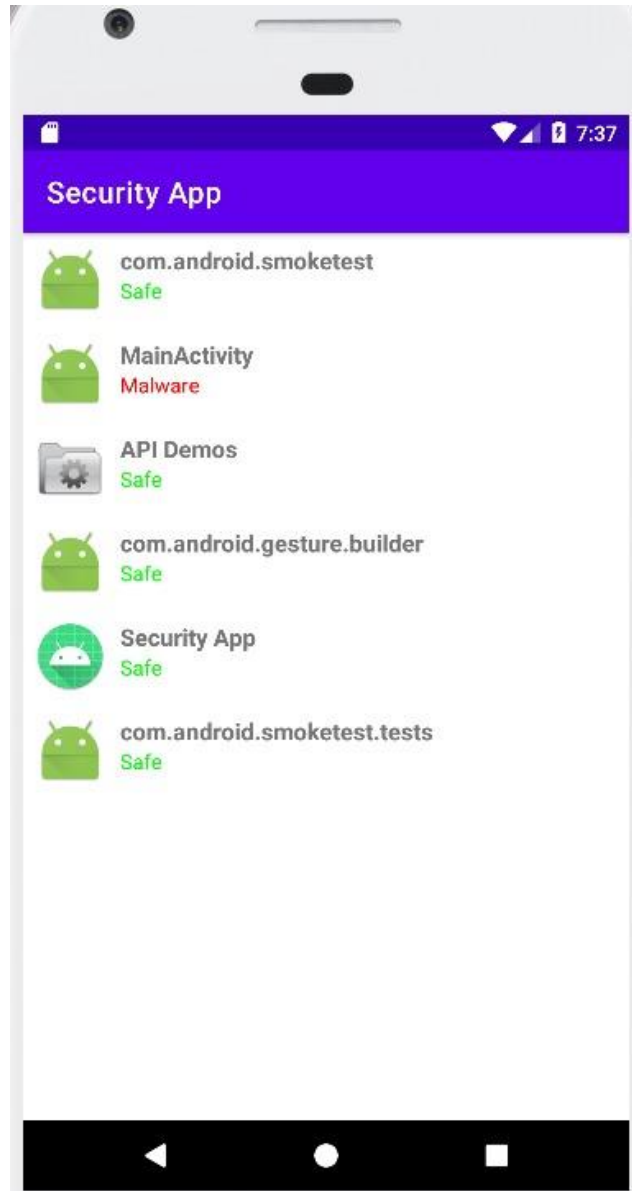 7:37
Security App
com.android.smoketest
Safe
MainActivity
Malware
API Demos
Safe
com.android.gesture.builder
Safe
Security App
Safe
com.android.smoketest.tests
Safe